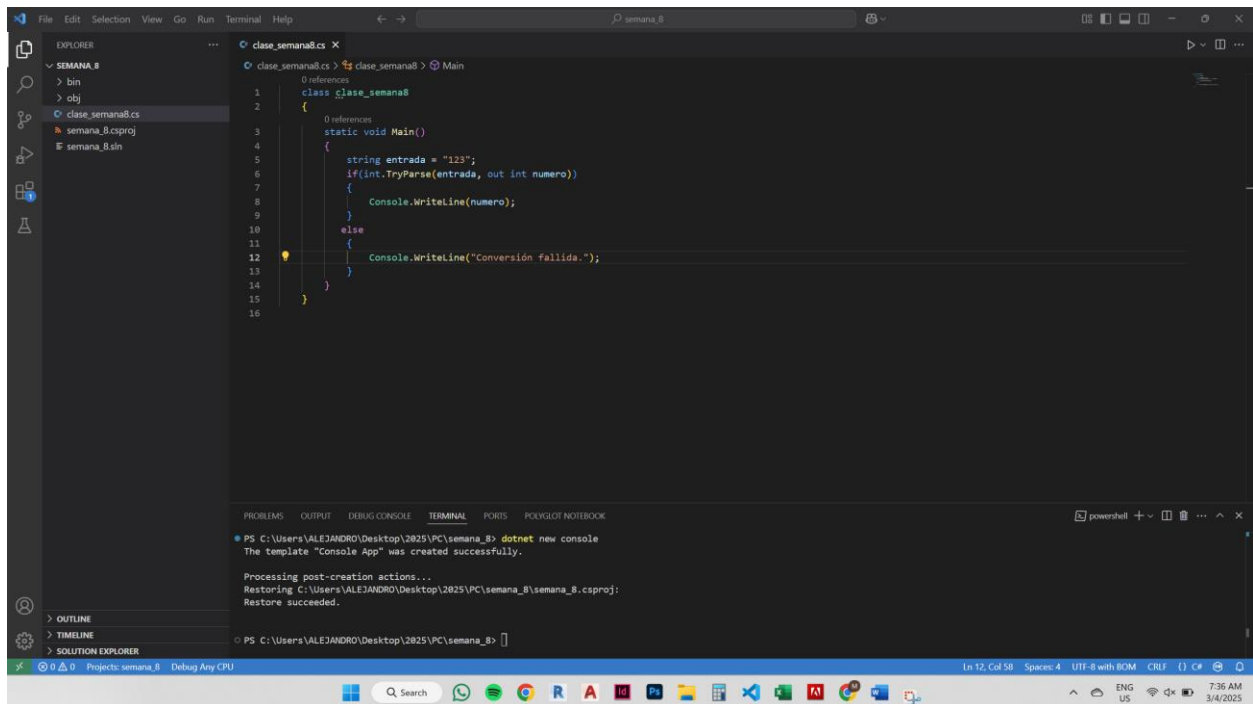 File Edit Selection View Go Run Terminal Help
semana_8
EXPLORER
SEMANA_8
bin
obj
clase_semana8.cs
semana_8.csproj
semana_8.sln
OUTLINE
TIMELINE
SOLUTION EXPLORER
clase_semana8.cs
clase_semana8.cs > clase_semana8 > Main
0 references
1 class clase_semana8
2 {
0 references
3 static void Main()
4 {
5 string entrada = "123";
6 if(int.TryParse(entrada, out int numero))
7 {
8 Console.WriteLine(numero);
9 }
10 else
11 {
12 Console.WriteLine("Conversión fallida.");
13 }
14 }
15 }
16
PROBLEMS OUTPUT DEBUG CONSOLE TERMINAL PORTS POLYGLOT NOTEBOOK
powershell
PS C:\Users\ALEJANDRO\Desktop\2025\PC\semana_8> dotnet new console
The template "Console App" was created successfully.
Processing post-creation actions...
Restoring C:\Users\ALEJANDRO\Desktop\2025\PC\semana_8\semana_8.csproj:
Restore succeeded.
PS C:\Users\ALEJANDRO\Desktop\2025\PC\semana_8>
0 0 Projects: semana_8 Debug Any CPU
Ln 12, Col 58 Spaces: 4 UTF-8 with BOM CRLF {} C#
Search
ENG
US
7:36 AM
3/4/2025